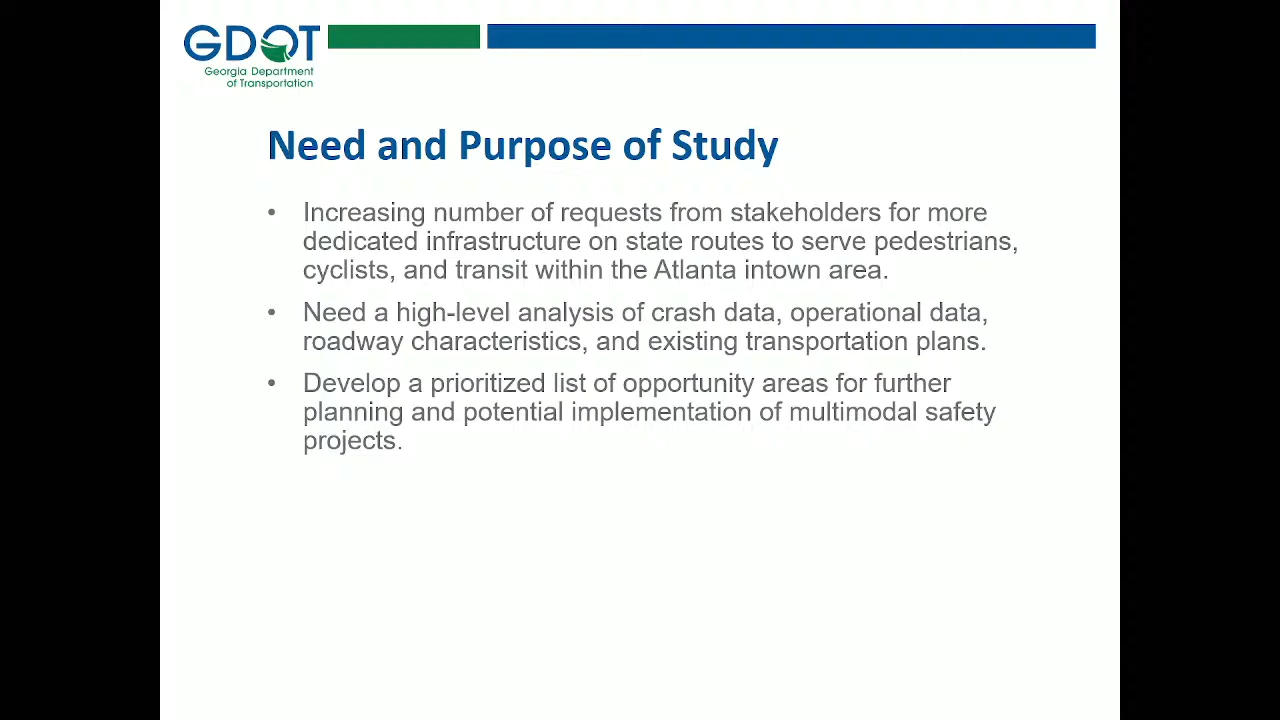 GDOT
Georgia Department
of Transportation
Need and Purpose of Study
• Increasing number of requests from stakeholders for more
dedicated infrastructure on state routes to serve pedestrians,
cyclists, and transit within the Atlanta intown area.
• Need a high-level analysis of crash data, operational data,
roadway characteristics, and existing transportation plans.
• Develop a prioritized list of opportunity areas for further
planning and potential implementation of multimodal safety
projects.